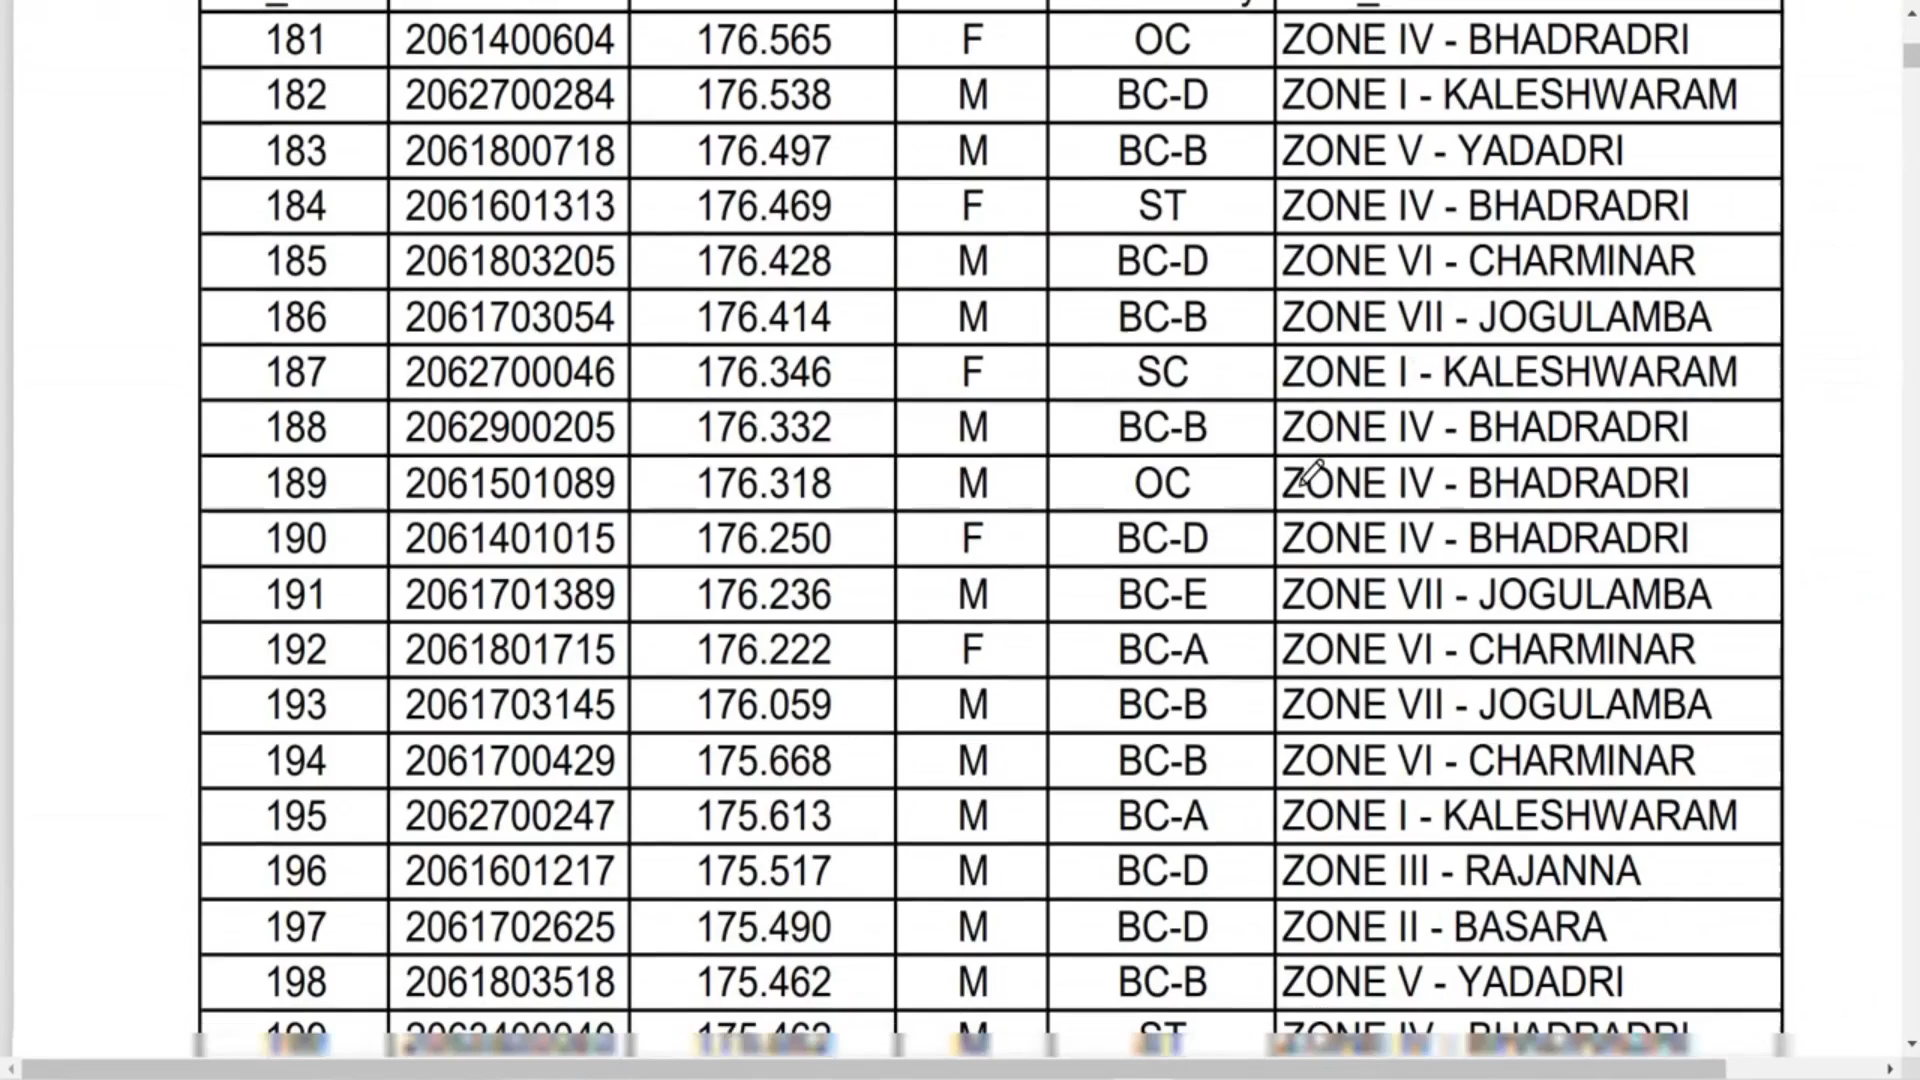 181 2061400604 176.565 F OC ZONE IV - BHADRADRI
182 2062700284 176.538 M BC-D ZONE I - KALESHWARAM
183 2061800718 176.497 M BC-B ZONE V - YADADRI
184 2061601313 176.469 F ST ZONE IV - BHADRADRI
185 2061803205 176.428 M BC-D ZONE VI - CHARMINAR
186 2061703054 176.414 M BC-B ZONE VII - JOGULAMBA
187 2062700046 176.346 F SC ZONE I - KALESHWARAM
188 2062900205 176.332 M BC-B ZONE IV - BHADRADRI
189 2061501089 176.318 M OC ZONE IV - BHADRADRI
190 2061401015 176.250 F BC-D ZONE IV - BHADRADRI
191 2061701389 176.236 M BC-E ZONE VII - JOGULAMBA
192 2061801715 176.222 F BC-A ZONE VI - CHARMINAR
193 2061703145 176.059 M BC-B ZONE VII - JOGULAMBA
194 2061700429 175.668 M BC-B ZONE VI - CHARMINAR
195 2062700247 175.613 M BC-A ZONE I - KALESHWARAM
196 2061601217 175.517 M BC-D ZONE III - RAJANNA
197 2061702625 175.490 M BC-D ZONE II - BASARA
198 2061803518 175.462 M BC-B ZONE V - YADADRI
199 M ST ZONE IV - BHADRADRI